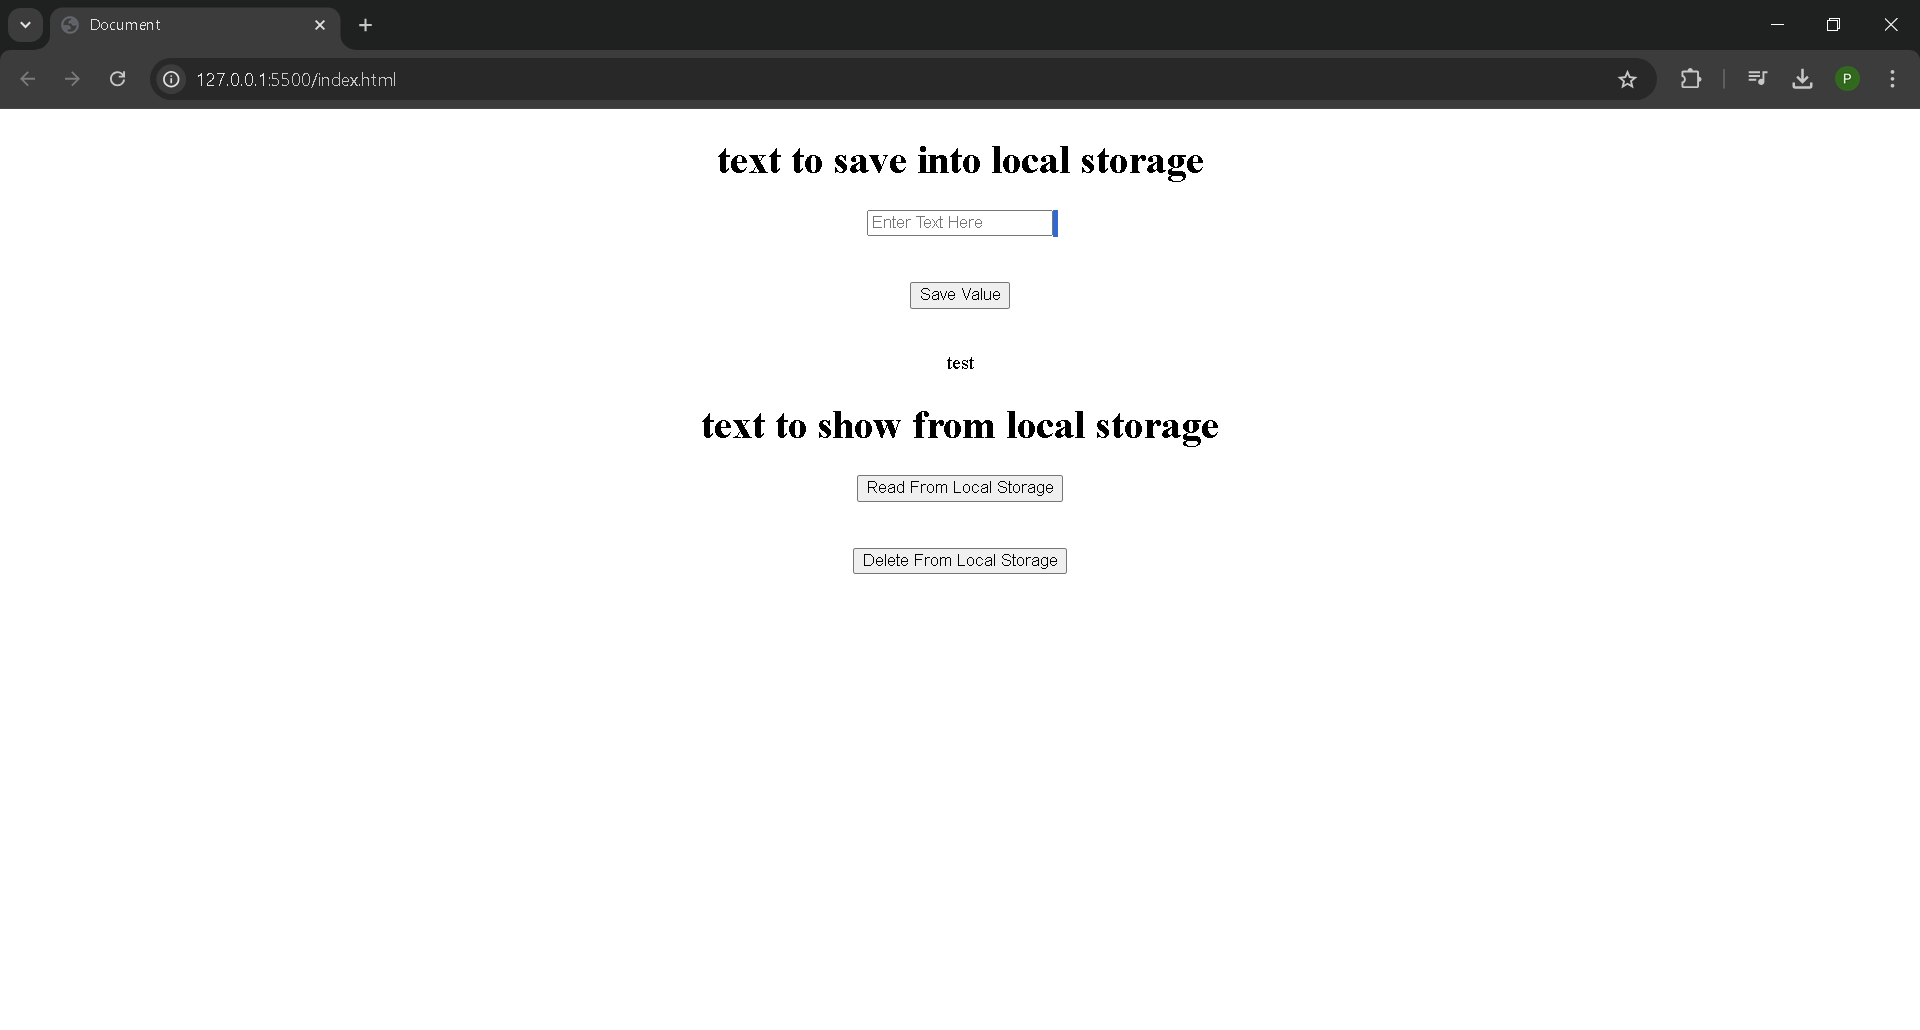 Document
127.0.0.1:5500/index.html
P
text to save into local storage
Enter Text Here
Save Value
test
text to show from local storage
Read From Local Storage
Delete From Local Storage